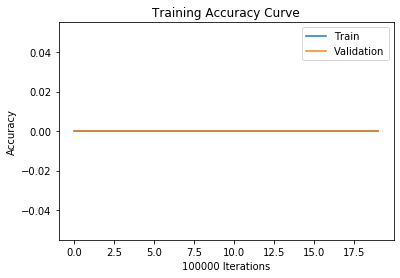 Training Accuracy Curve
Train
Validation
0.04
0.02
0.00
−0.02
−0.04
Accuracy
0.0 2.5 5.0 7.5 10.0 12.5 15.0 17.5
100000 Iterations